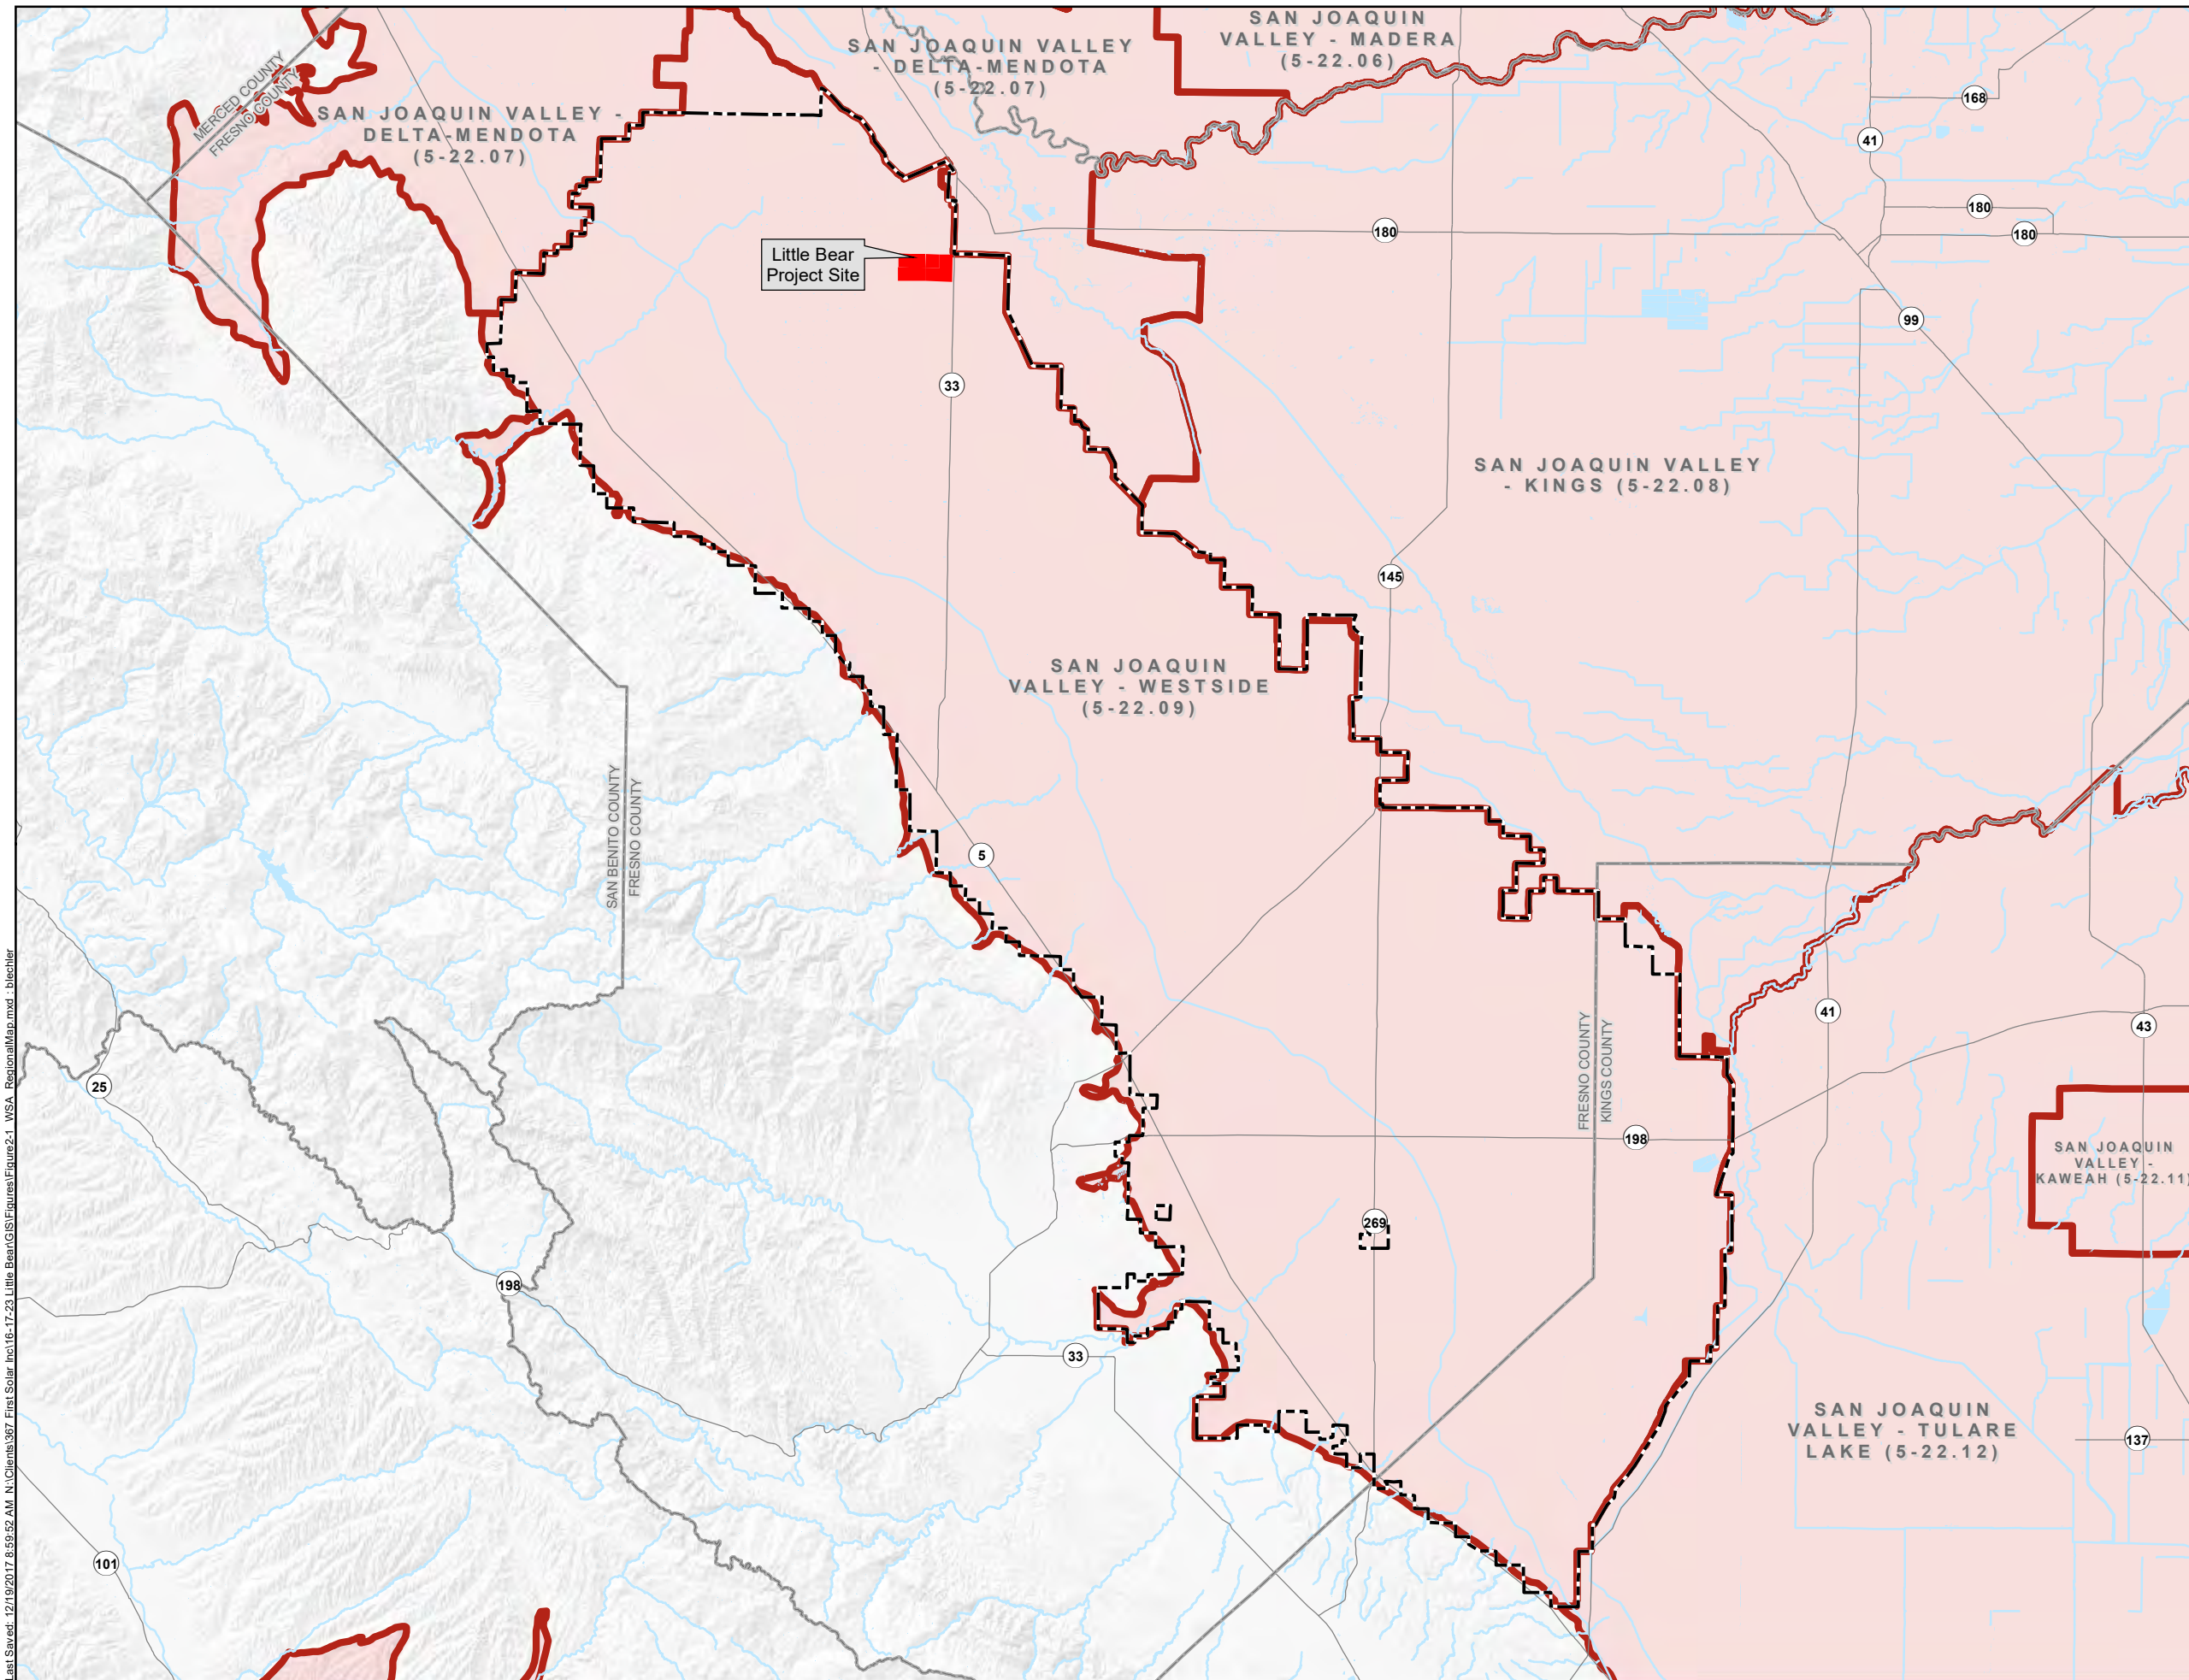 SAN JOAQUIN
VALLEY - MADERA
(5-22.06)
SAN JOAQUIN VALLEY
- DELTA-MENDOTA
(5-22.07)
MERCED COUNTY
FRESNO COUNTY
SAN JOAQUIN VALLEY -
DELTA-MENDOTA
(5-22.07)
168
41
180
180
180
Little Bear
Project Site
99
33
SAN JOAQUIN VALLEY
- KINGS (5-22.08)
145
SAN JOAQUIN
VALLEY - WESTSIDE
(5-22.09)
SAN BENITO COUNTY
FRESNO COUNTY
5
41
43
FRESNO COUNTY
KINGS COUNTY
25
198
SAN JOAQUIN
VALLEY -
KAWEAH (5-22.11)
269
198
33
SAN JOAQUIN
VALLEY - TULARE
LAKE (5-22.12)
137
101
Last Saved: 12/19/2017 8:59:52 AM N:\Clients\367 First Solar Inc\16-17-23 Little Bear\GIS\Figures\Figure2-1 WSA RegionalMap.mxd : blechler